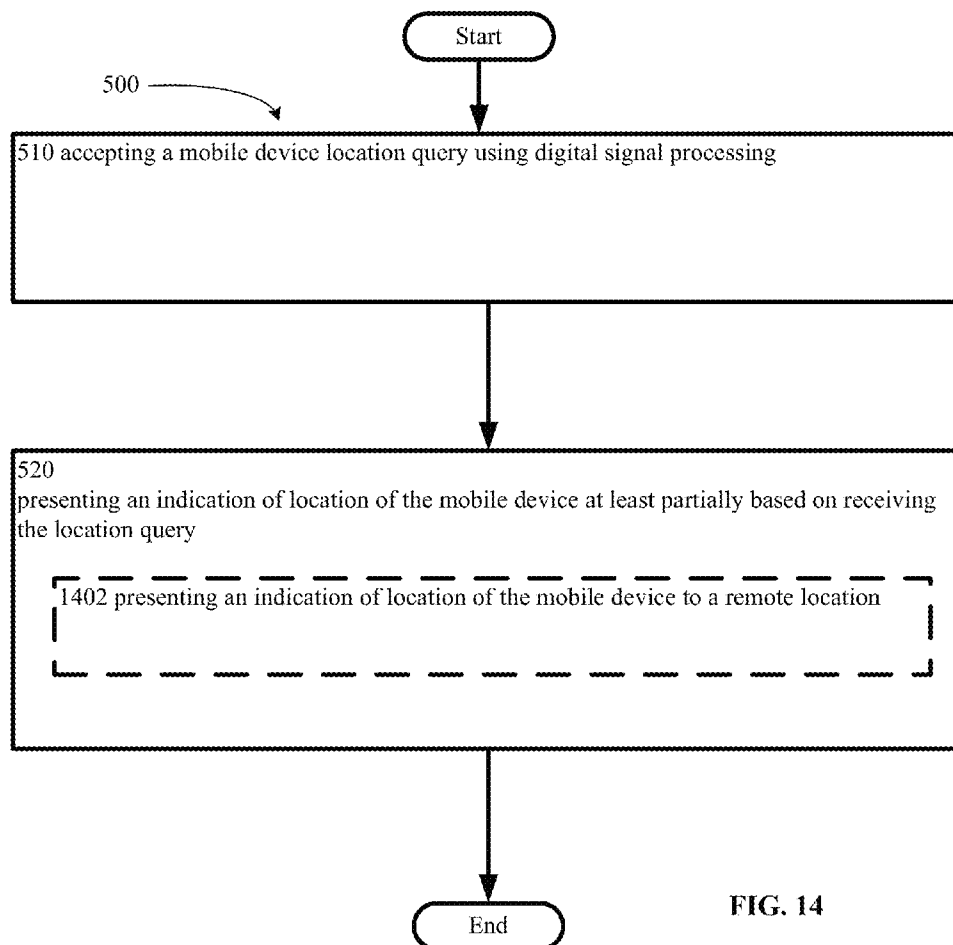 Start
500
510 accepting a mobile device location query using digital signal processing
520
presenting an indication of location of the mobile device at least partially based on receiving
the location query
1402 presenting an indication of location of the mobile device to a remote location
End
FIG. 14